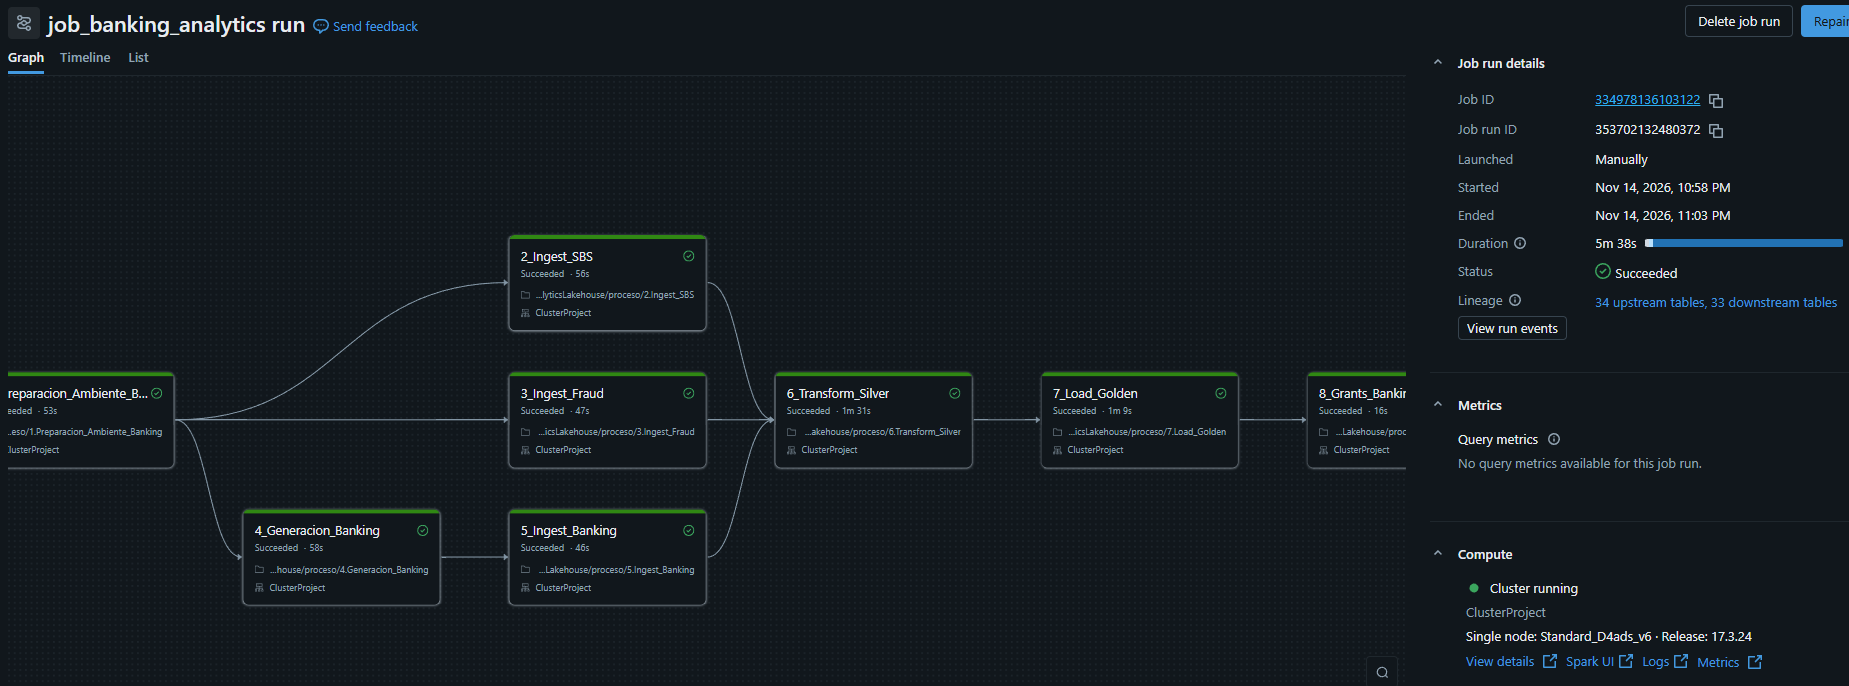 job_banking_analytics run
Send feedback
Delete job run
Repair
Graph
Timeline
List
2_Ingest_SBS
Succeeded · 56s
...lyticsLakehouse/proceso/2.Ingest_SBS
ClusterProject
reparacion_Ambiente_B...
eeded · 53s
..eso/1.Preparacion_Ambiente_Banking
ClusterProject
3_Ingest_Fraud
Succeeded · 47s
...icsLakehouse/proceso/3.Ingest_Fraud
ClusterProject
6_Transform_Silver
Succeeded · 1m 31s
...akehouse/proceso/6.Transform_Silver
ClusterProject
7_Load_Golden
Succeeded · 1m 9s
...icsLakehouse/proceso/7.Load_Golden
ClusterProject
8_Grants_Bankin
Succeeded · 16s
...Lakehouse/proc
ClusterProject
4_Generacion_Banking
Succeeded · 58s
...house/proceso/4.Generacion_Banking
ClusterProject
5_Ingest_Banking
Succeeded · 46s
...Lakehouse/proceso/5.Ingest_Banking
ClusterProject
Job run details
Job ID 334978136103122
Job run ID 353702132480372
Launched Manually
Started Nov 14, 2026, 10:58 PM
Ended Nov 14, 2026, 11:03 PM
Duration 5m 38s
Status Succeeded
Lineage 34 upstream tables, 33 downstream tables
View run events
Metrics
Query metrics
No query metrics available for this job run.
Compute
Cluster running
ClusterProject
Single node: Standard_D4ads_v6 · Release: 17.3.24
View details Spark UI Logs Metrics